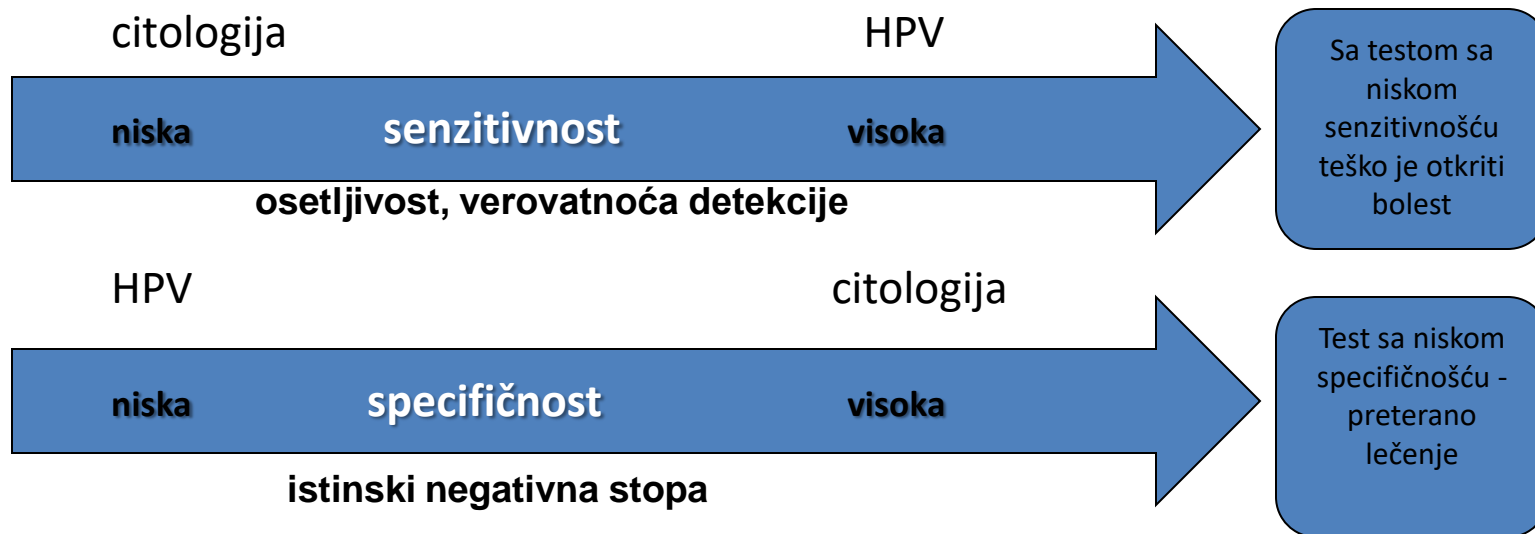 citologija HPV
niska senzitivnost visoka
osetljivost, verovatnoća detekcije
Sa testom sa
niskom
senzitivnošću
teško je otkriti
bolest
HPV citologija
niska specifičnost visoka
istinski negativna stopa
Test sa niskom
specifičnošću -
preterano
lečenje